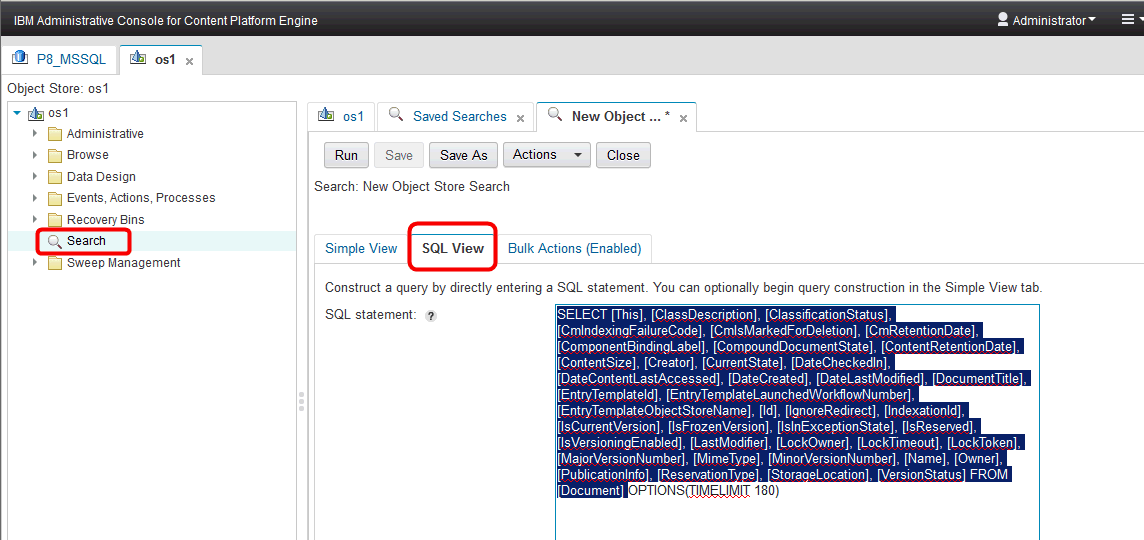 IBM Administrative Console for Content Platform Engine
Administrator
P8_MSSQL
os1
Object Store: os1
os1
Administrative
Browse
Data Design
Events, Actions, Processes
Recovery Bins
Search
Sweep Management
os1
Saved Searches
New Object ... *
Run
Save
Save As
Actions
Close
Search: New Object Store Search
Simple View
SQL View
Bulk Actions (Enabled)
Construct a query by directly entering a SQL statement. You can optionally begin query construction in the Simple View tab.
SQL statement: ?
SELECT [This], [ClassDescription], [ClassificationStatus],
[CmIndexingFailureCode], [CmIsMarkedForDeletion], [CmRetentionDate],
[ComponentBindingLabel], [CompoundDocumentState], [ContentRetentionDate],
[ContentSize], [Creator], [CurrentState], [DateCheckedIn],
[DateContentLastAccessed], [DateCreated], [DateLastModified], [DocumentTitle],
[EntryTemplateId], [EntryTemplateLaunchedWorkflowNumber],
[EntryTemplateObjectStoreName], [Id], [IgnoreRedirect], [IndexationId],
[IsCurrentVersion], [IsFrozenVersion], [IsInExceptionState], [IsReserved],
[IsVersioningEnabled], [LastModifier], [LockOwner], [LockTimeout], [LockToken],
[MajorVersionNumber], [MimeType], [MinorVersionNumber], [Name], [Owner],
[PublicationInfo], [ReservationType], [StorageLocation], [VersionStatus] FROM
[Document] OPTIONS(TIMELIMIT 180)